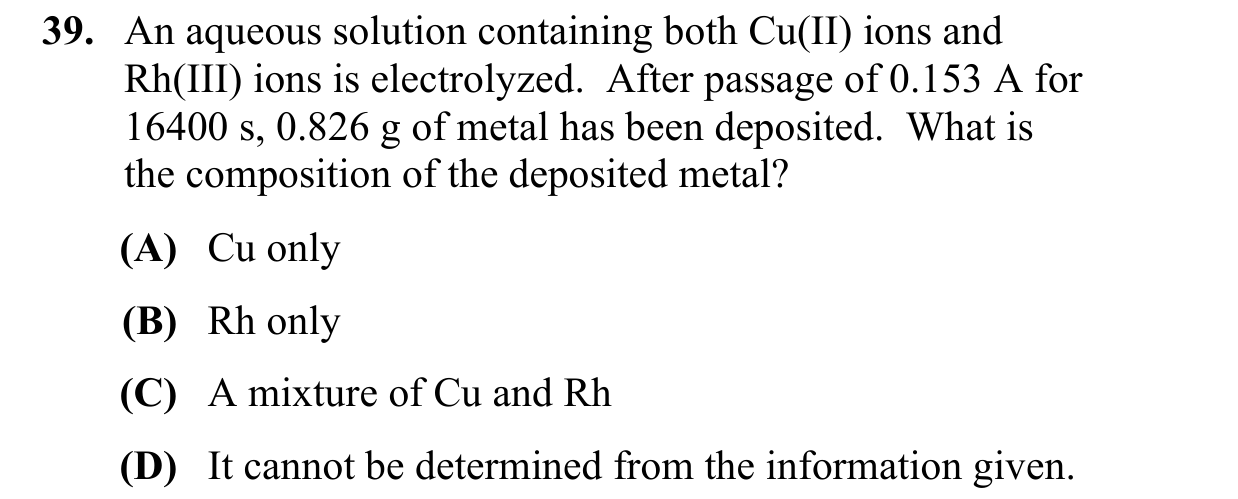 39. An aqueous solution containing both Cu(II) ions and
Rh(III) ions is electrolyzed. After passage of 0.153 A for
16400 s, 0.826 g of metal has been deposited. What is
the composition of the deposited metal?
(A) Cu only
(B) Rh only
(C) A mixture of Cu and Rh
(D) It cannot be determined from the information given.